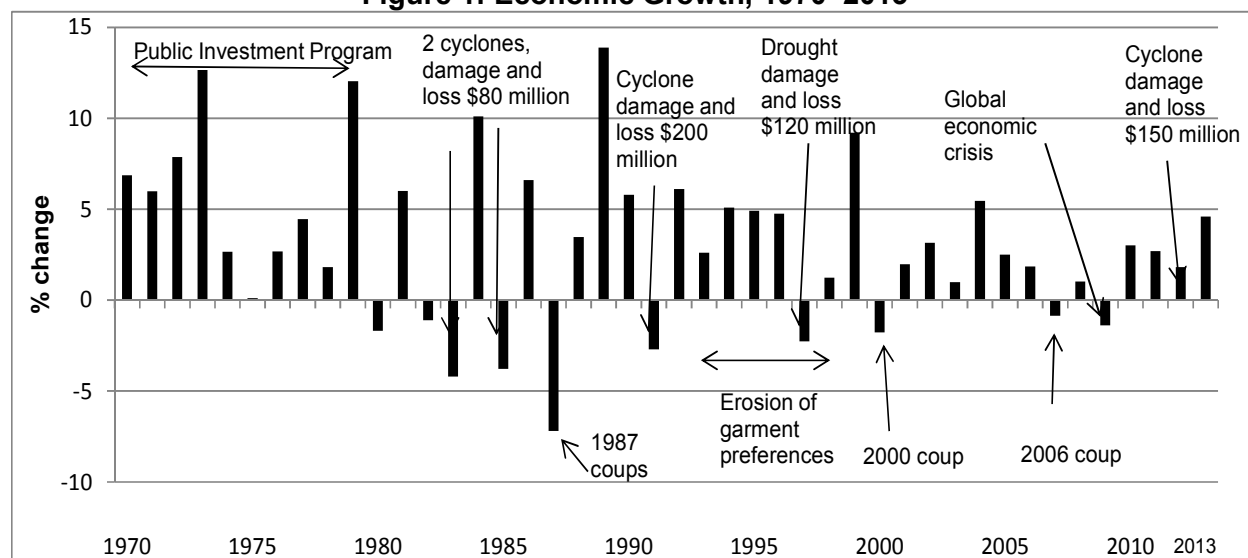 Figure 1: Economic Growth, 1970–2013
15
10
5
0
-5
-10
% change
Public Investment Program
2 cyclones,
damage and
loss $80 million
Cyclone
damage and
loss $200
million
Drought
damage
and loss
$120 million
Global
economic
crisis
Cyclone
damage
and loss
$150 million
1987
coups
Erosion of
garment
preferences
2000 coup
2006 coup
1970 1975 1980 1985 1990 1995 2000 2005 2010 2013